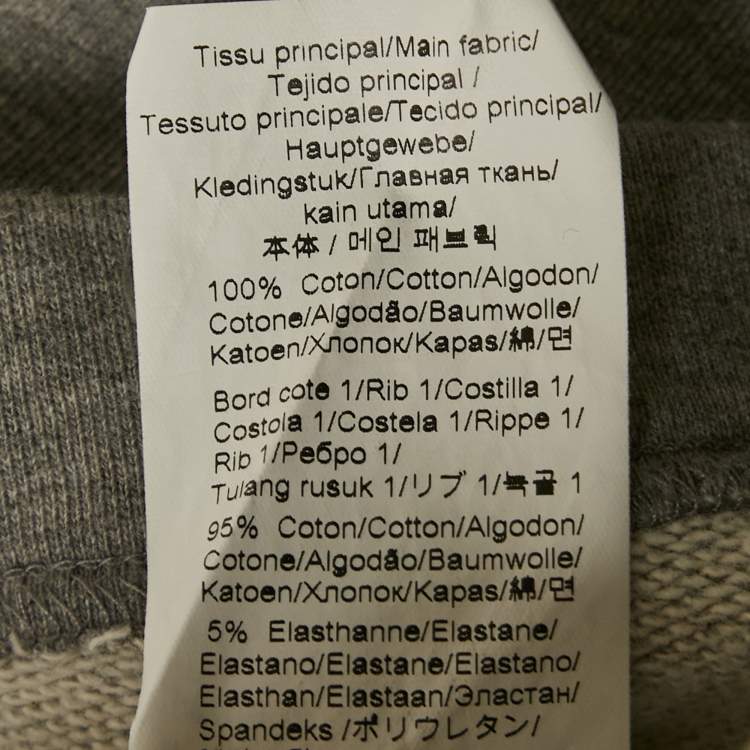 Tissu principal/Main fabric/
Tejido principal /
Tessuto principale/Tecido principal/
Hauptgewebe/
Kledingstuk/Главная ткань/
kain utama/
本体 / 메인 패브릭
100% Coton/Cotton/Algodon/
Cotone/Algodão/Baumwolle/
Katoen/Хлопок/Kapas/綿/면
Bord cote 1/Rib 1/Costilla 1/
Costola 1/Costela 1/Rippe 1/
Rib 1/Ребро 1/
Tulang rusuk 1/リブ 1/늑골 1
95% Coton/Cotton/Algodon/
Cotone/Algodão/Baumwolle/
Katoen/Хлопок/Kapas/綿/면
5% Elasthanne/Elastane/
Elastano/Elastane/Elastano/
Elasthan/Elastaan/Эластан/
Spandeks /ポリウレタン/